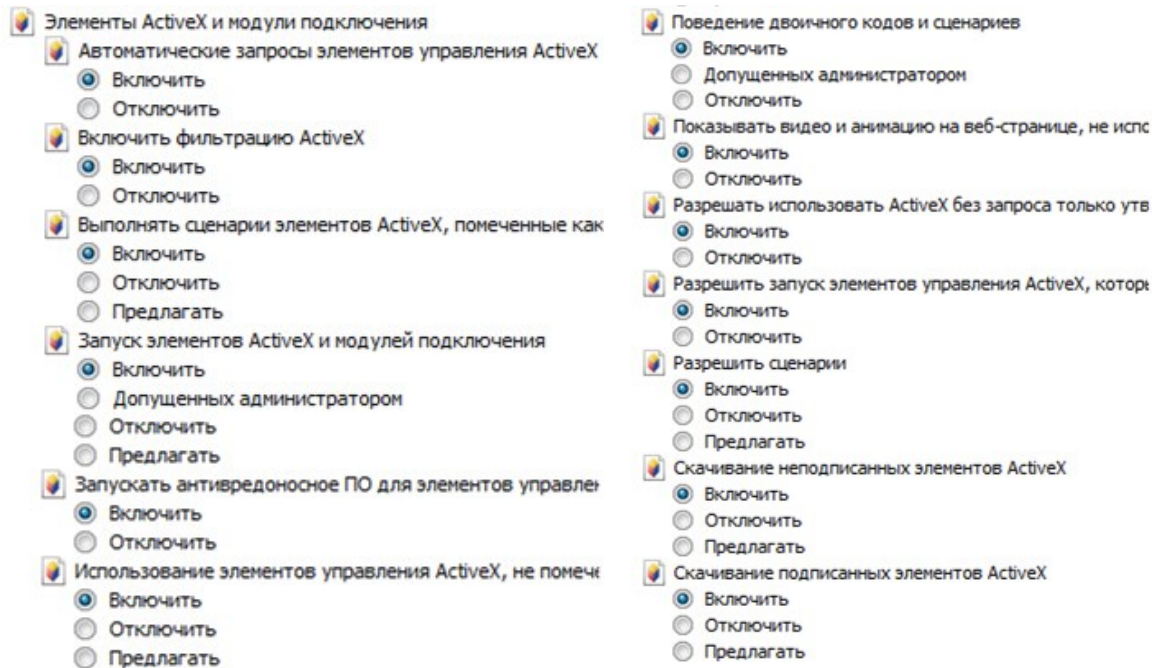 Элементы ActiveX и модули подключения
Автоматические запросы элементов управления ActiveX
Включить
Отключить
Включить фильтрацию ActiveX
Включить
Отключить
Выполнять сценарии элементов ActiveX, помеченные как
Включить
Отключить
Предлагать
Запуск элементов ActiveX и модулей подключения
Включить
Допущенных администратором
Отключить
Предлагать
Запускать антивредоносное ПО для элементов
Включить
Отключить
Использование элементов управления ActiveX, не
Включить
Отключить
Предлагать
Поведение двоичного кодов и сценариев
Включить
Допущенных администратором
Отключить
Показывать видео и анимацию на веб-странице, не
Включить
Отключить
Разрешать использовать ActiveX без запроса только
Включить
Отключить
Разрешить запуск элементов управления ActiveX,
Включить
Отключить
Разрешить сценарии
Включить
Отключить
Предлагать
Скачивание неподписанных элементов ActiveX
Включить
Отключить
Предлагать
Скачивание подписанных элементов ActiveX
Включить
Отключить
Предлагать